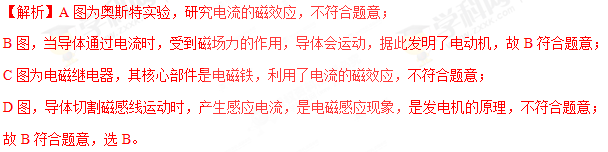 【解析】A 图为奥斯特实验，研究电流的磁效应，不符合题意；
B 图，当导体通过电流时，受到磁场力的作用，导体会运动，据此发明了电动机，故 B 符合题意；
C 图为电磁继电器，其核心部件是电磁铁，利用了电流的磁效应，不符合题意；
D 图，导体切割磁感线运动时，产生感应电流，是电磁感应现象，是发电机的原理，不符合题意；
故 B 符合题意，选 B。